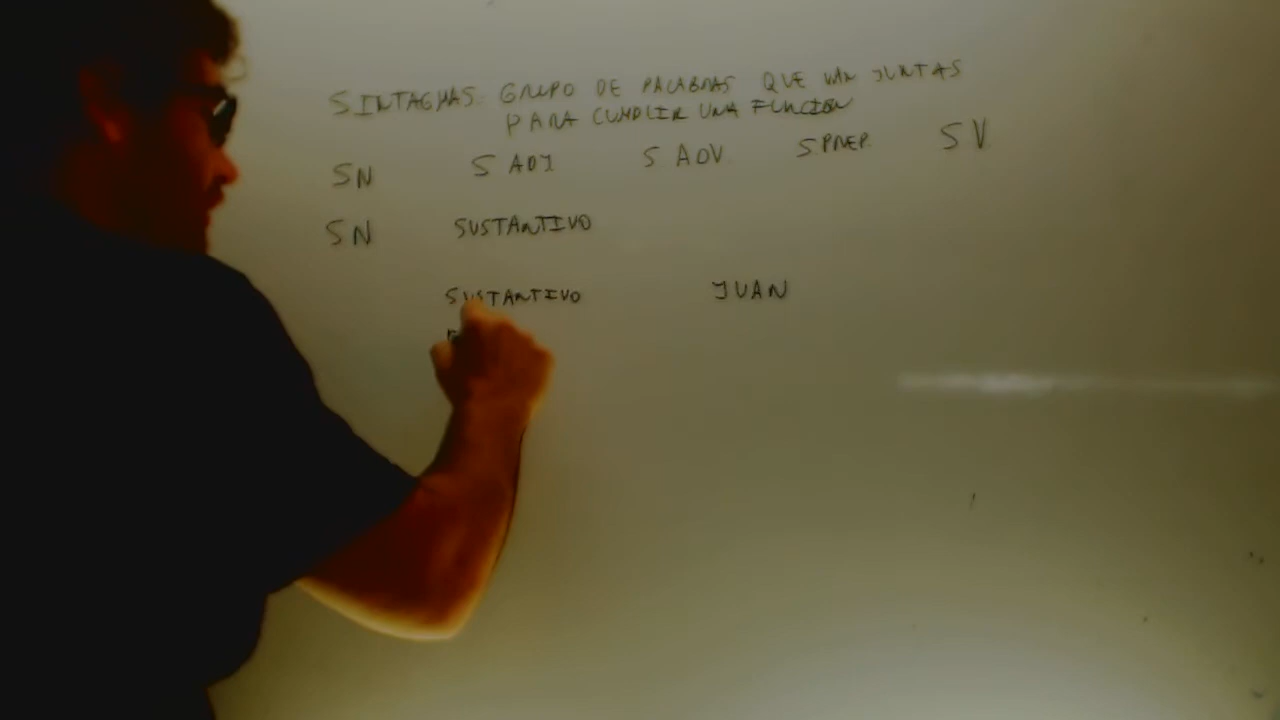 SINTAGMAS: GRUPO DE PALABRAS QUE VAN JUNTAS
PARA CUMPLIR UNA FUNCION
SN S ADJ S ADV. S.PREP. SV
SN SUSTANTIVO
SUSTANTIVO JUAN